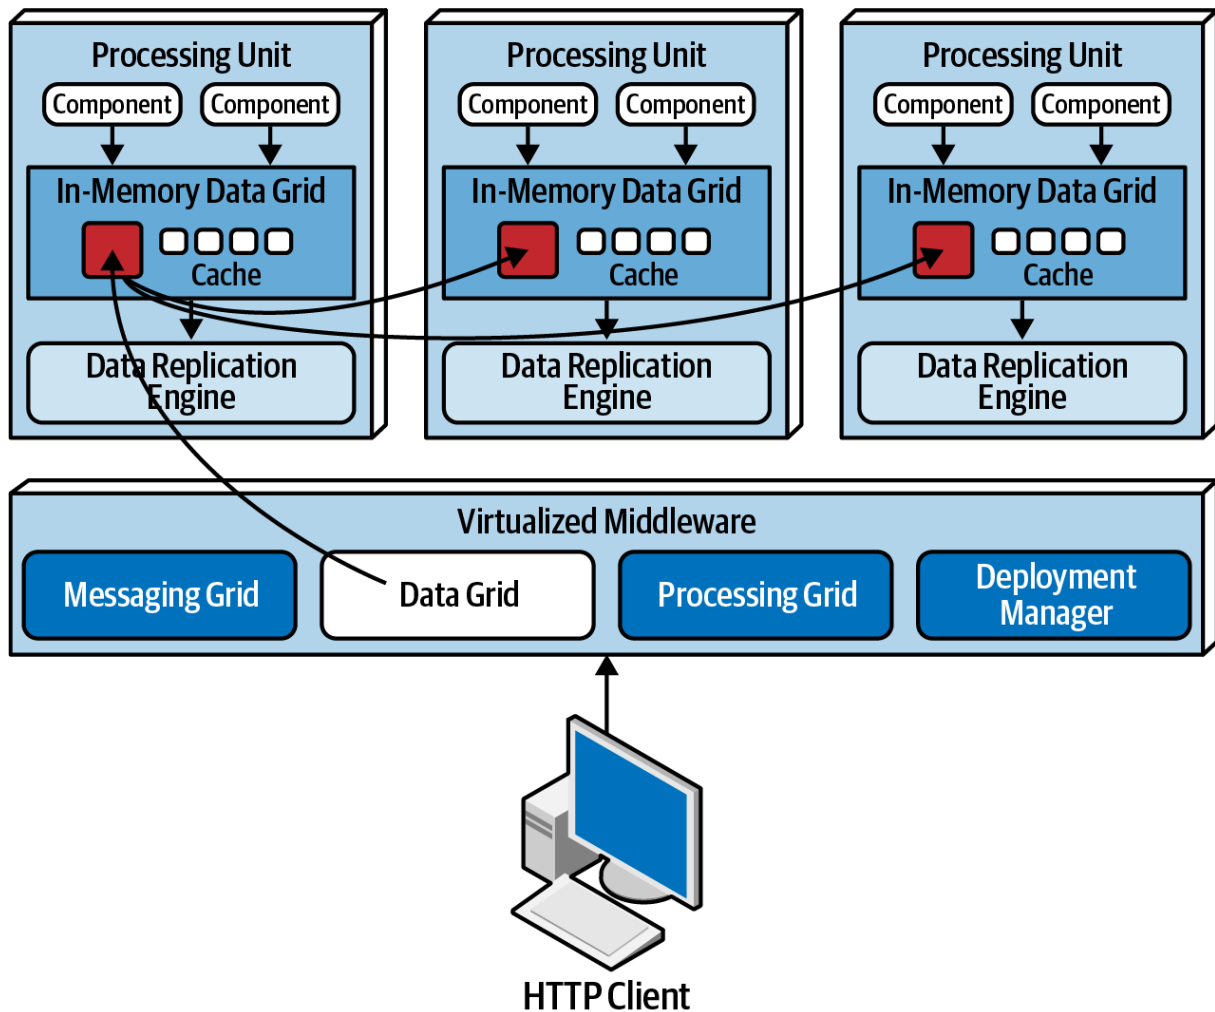 Processing Unit
Component
Component
In-Memory Data Grid
Cache
Data Replication
Engine
Processing Unit
Component
Component
In-Memory Data Grid
Cache
Data Replication
Engine
Processing Unit
Component
Component
In-Memory Data Grid
Cache
Data Replication
Engine
Virtualized Middleware
Messaging Grid
Data Grid
Processing Grid
Deployment
Manager
HTTP Client